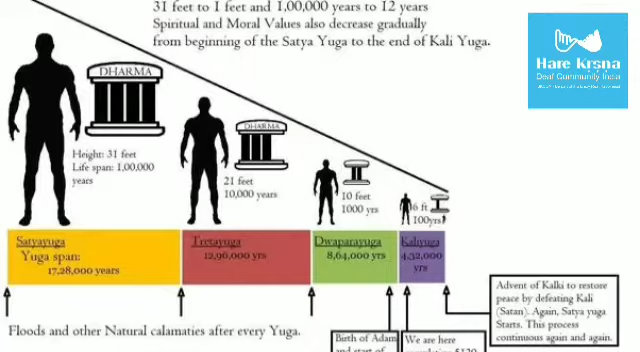 31 feet to 1 feet and 1,00,000 years to 12 years
Spiritual and Moral Values also decrease gradually
from beginning of the Satya Yuga to the end of Kali Yuga.
Hare Krṣna
Deaf Community India
DHARMA
Height: 31 feet
Life span: 1,00,000
years
DHARMA
21 feet
10,000 years
10 feet
1000 yrs
6 ft
100yrs
Satyayuga
Yuga span:
17,28,000 years
Tretayuga
12,96,000 yrs
Dwaparayuga
8,64,000 yrs
Kaliyuga
4,32,000
yrs
Floods and other Natural calamaties after every Yuga.
Birth of Adam
and start of
We are here
Advent of Kalki to restore
peace by defeating Kali
(Satan). Again, Satya yuga
Starts. This process
continuous again and again.